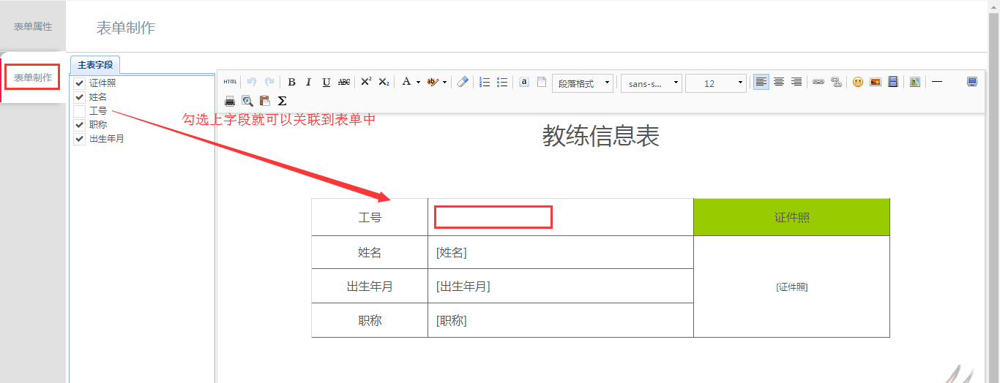 表单属性
表单制作
表单制作
主表字段
证件照
姓名
工号
职称
出生年月
HTML
B I U ABC X² X₂ A ab
段落格式
sans-s...
12
Σ
勾选上字段就可以关联到表单中
教练信息表
工号
证件照
姓名 [姓名]
出生年月 [出生年月]
[证件照]
职称 [职称]